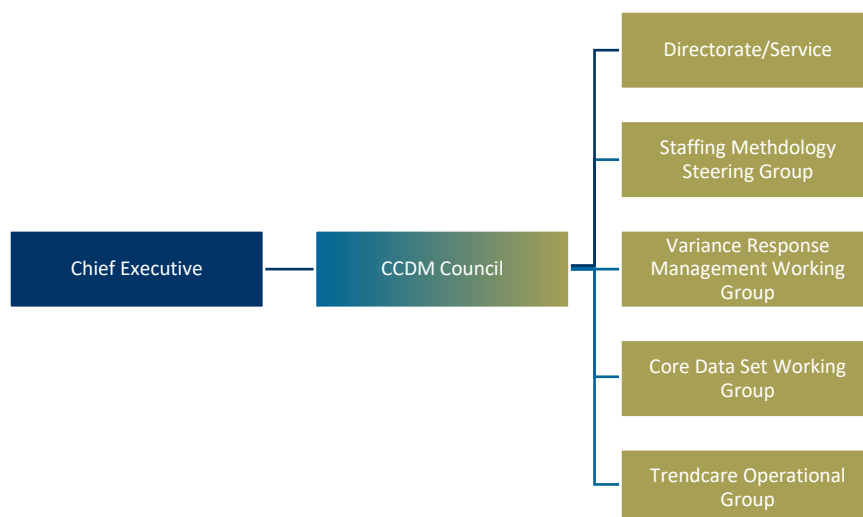 Directorate/Service
Staffing Methdology
Steering Group
Chief Executive
CCDM Council
Variance Response
Management Working
Group
Core Data Set Working
Group
Trendcare Operational
Group